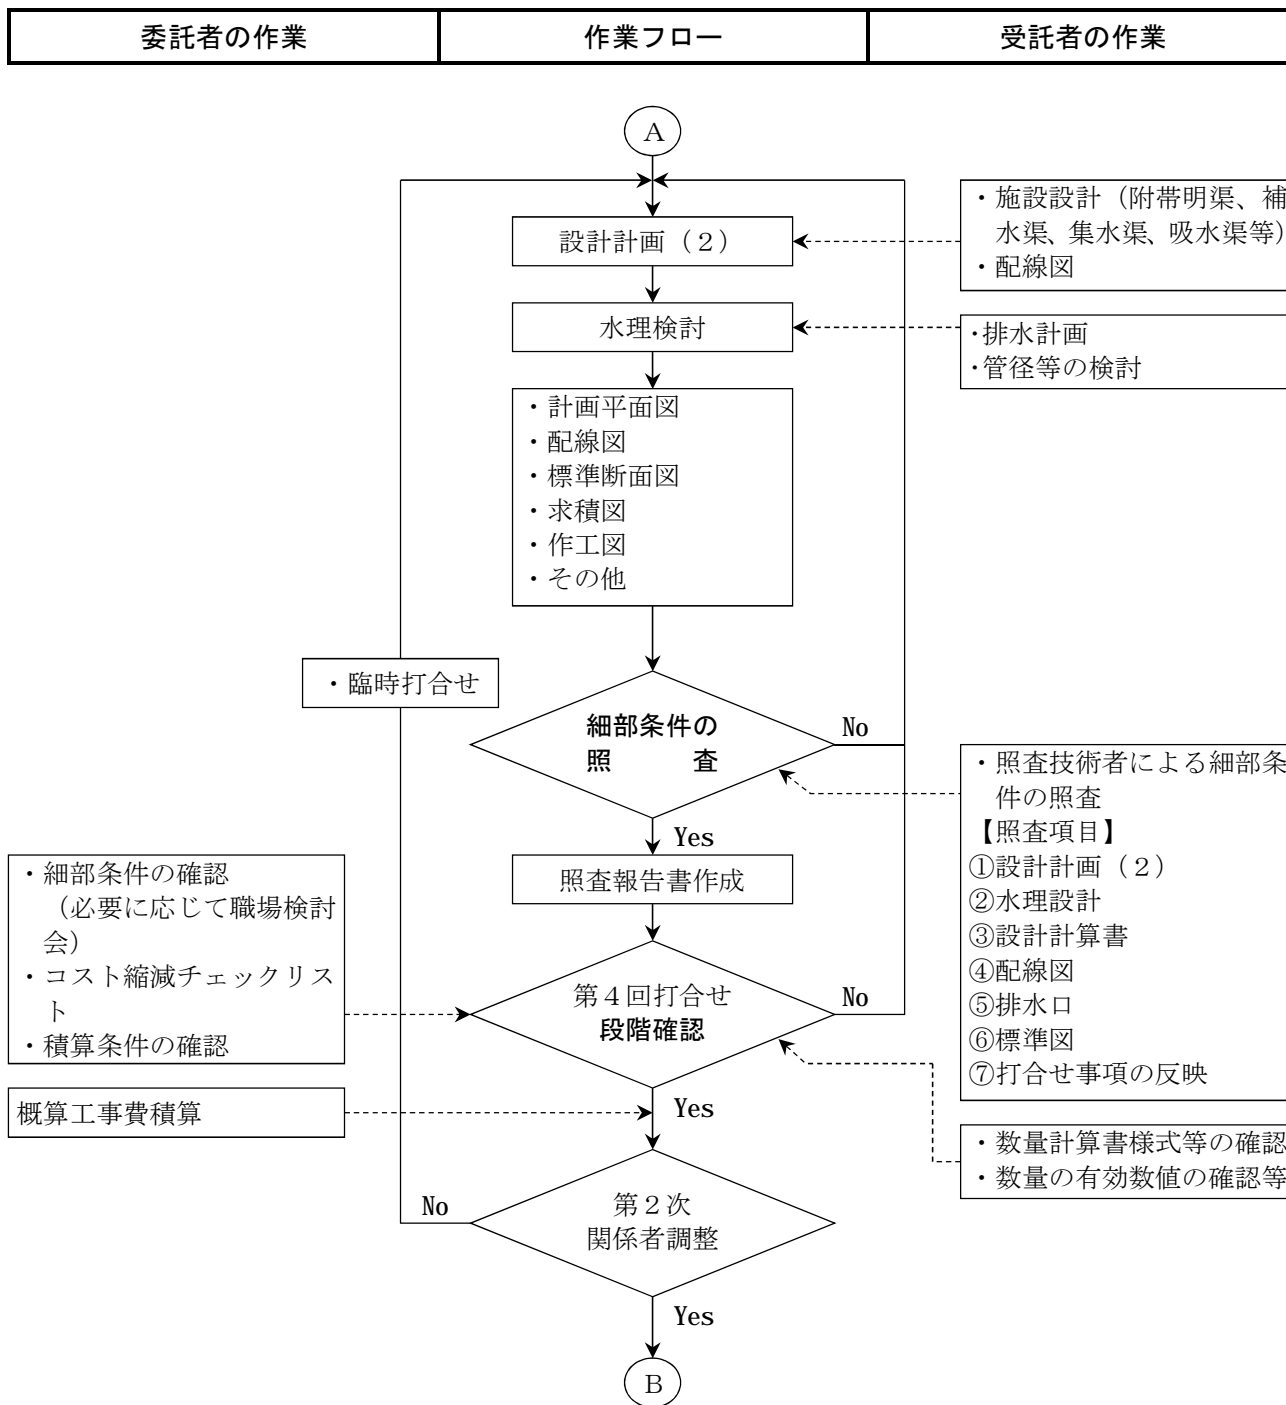 委託者の作業
作業フロー
受託者の作業
A
・施設設計（附帯明渠、補
水渠、集水渠、吸水渠等）
・配線図
設計計画（２）
水理検討
・排水計画
・管径等の検討
・計画平面図
・配線図
・標準断面図
・求積図
・作工図
・その他
・臨時打合せ
細部条件の
照　　　査
No
Yes
・照査技術者による細部条
件の照査
【照査項目】
①設計計画（２）
②水理設計
③設計計算書
④配線図
⑤排水口
⑥標準図
⑦打合せ事項の反映
照査報告書作成
・細部条件の確認
（必要に応じて職場検討
会）
・コスト縮減チェックリス
ト
・積算条件の確認
第４回打合せ
段階確認
No
Yes
概算工事費積算
・数量計算書様式等の確認
・数量の有効数値の確認等
No
第２次
関係者調整
Yes
B